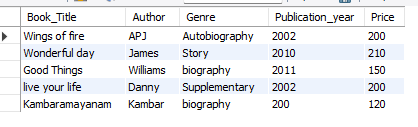 Book_Title Author Genre Publication_year Price
Wings of fire APJ Autobiography 2002 200
Wonderful day James Story 2010 210
Good Things Williams biography 2011 150
live your life Danny Supplementary 2002 200
Kambaramayanam Kambar biography 200 120